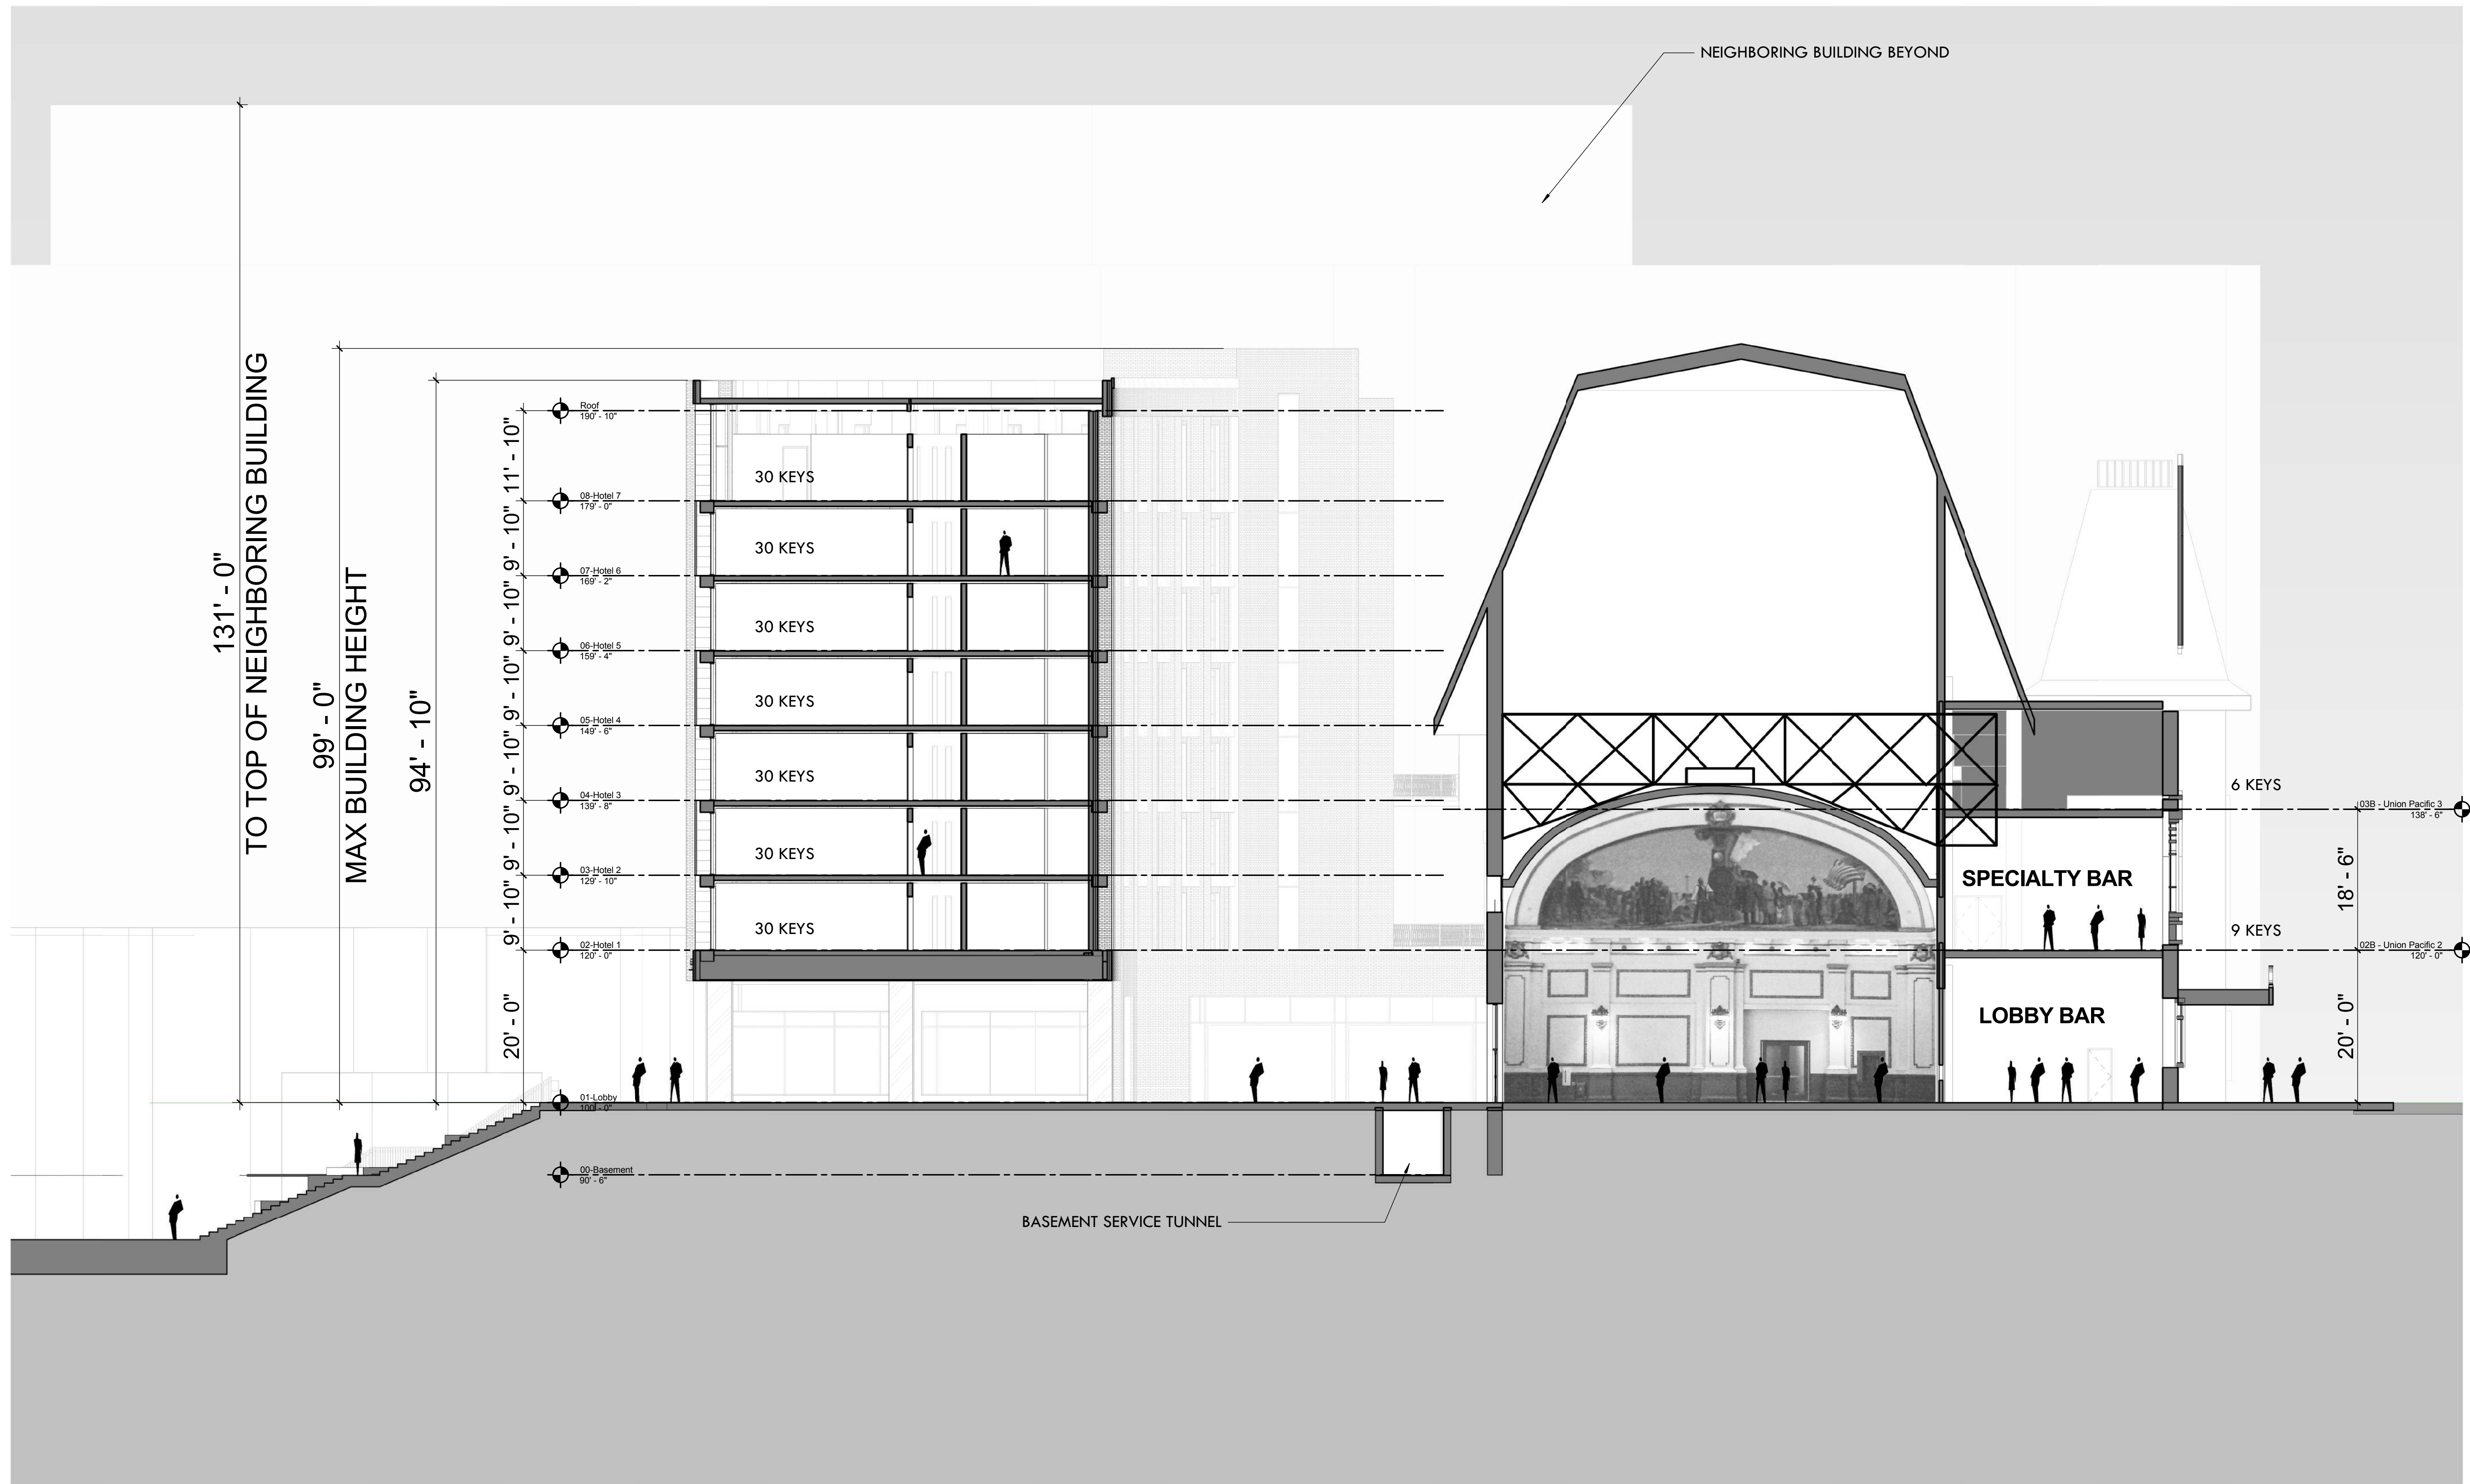 NEIGHBORING BUILDING BEYOND
131' - 0"
TO TOP OF NEIGHBORING BUILDING
99' - 0"
MAX BUILDING HEIGHT
94' - 10"
11' - 10"
9' - 10"
9' - 10"
9' - 10"
9' - 10"
9' - 10"
9' - 10"
20' - 0"
Roof
190' - 10"
30 KEYS
08-Hotel 7
179' - 0"
30 KEYS
07-Hotel 6
169' - 2"
30 KEYS
06-Hotel 5
159' - 4"
30 KEYS
05-Hotel 4
149' - 6"
30 KEYS
04-Hotel 3
139' - 8"
30 KEYS
03-Hotel 2
129' - 10"
30 KEYS
02-Hotel 1
120' - 0"
01-Lobby
100' - 0"
00-Basement
90' - 6"
BASEMENT SERVICE TUNNEL
6 KEYS
03B - Union Pacific 3
138' - 6"
SPECIALTY BAR
18' - 6"
9 KEYS
02B - Union Pacific 2
120' - 0"
LOBBY BAR
20' - 0"